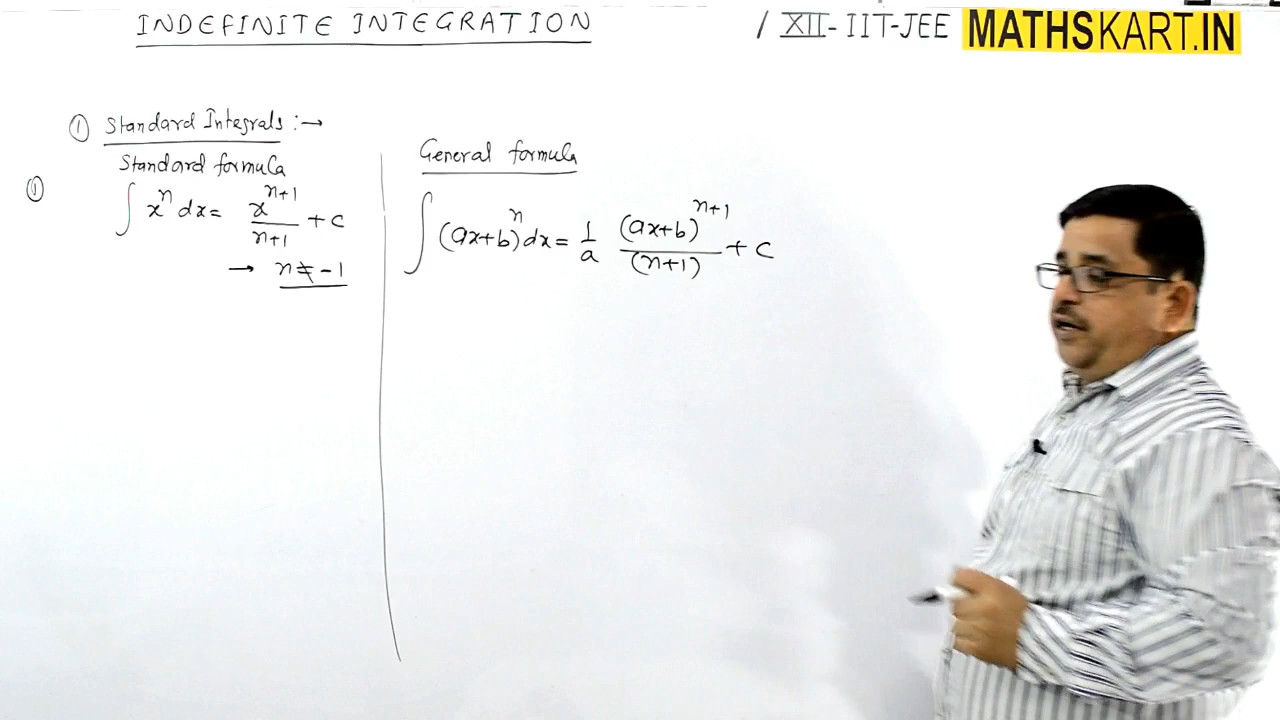 INDEFINITE INTEGRATION / XII- IIT-JEE MATHSKART.IN
① Standard Integrals :→
Standard formula
① ∫ xⁿ dx = xⁿ⁺¹/n+1 + c
→ n ≠ -1
General formula
∫ (ax+b)ⁿ dx = 1/a (ax+b)ⁿ⁺¹/(n+1) + c